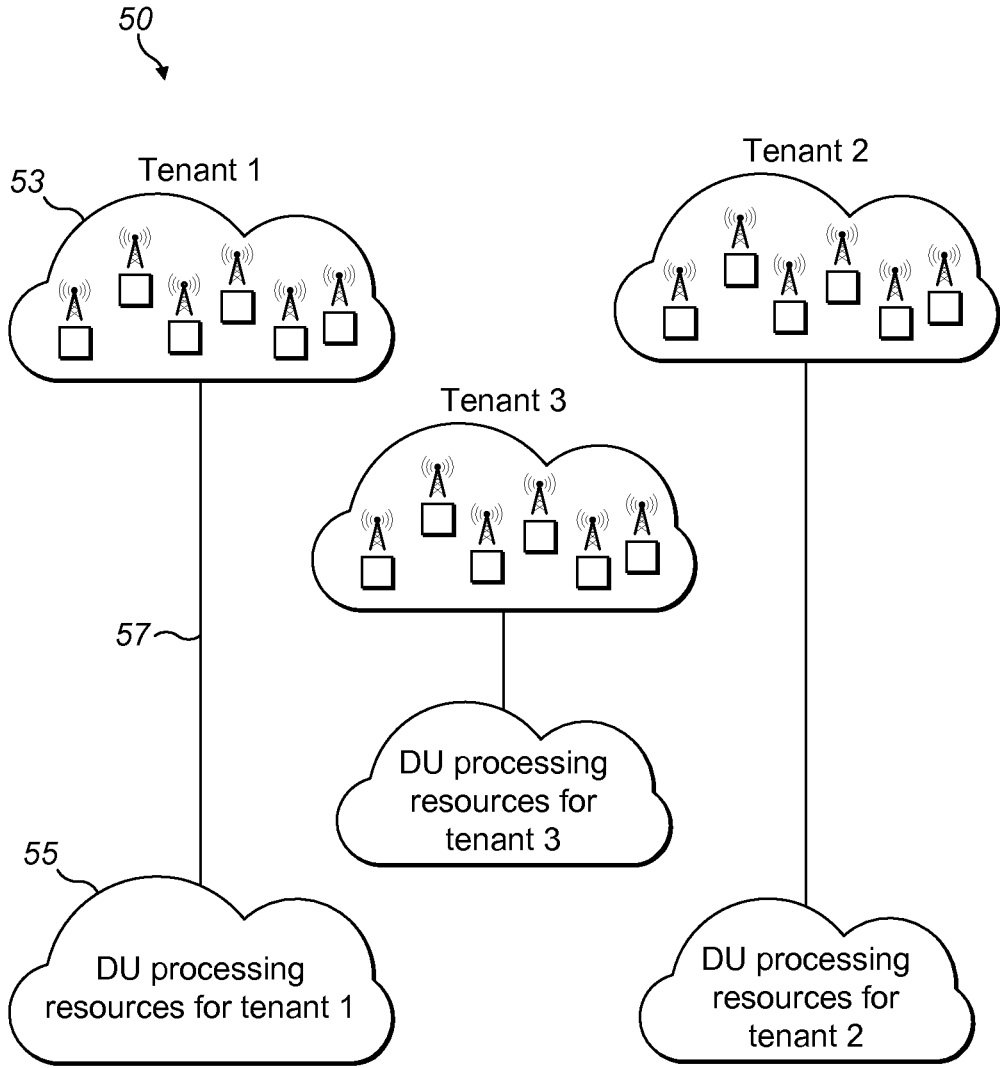 50
Tenant 1
Tenant 2
53
Tenant 3
57
DU processing
resources for
tenant 3
55
DU processing
resources for tenant 1
DU processing
resources for
tenant 2